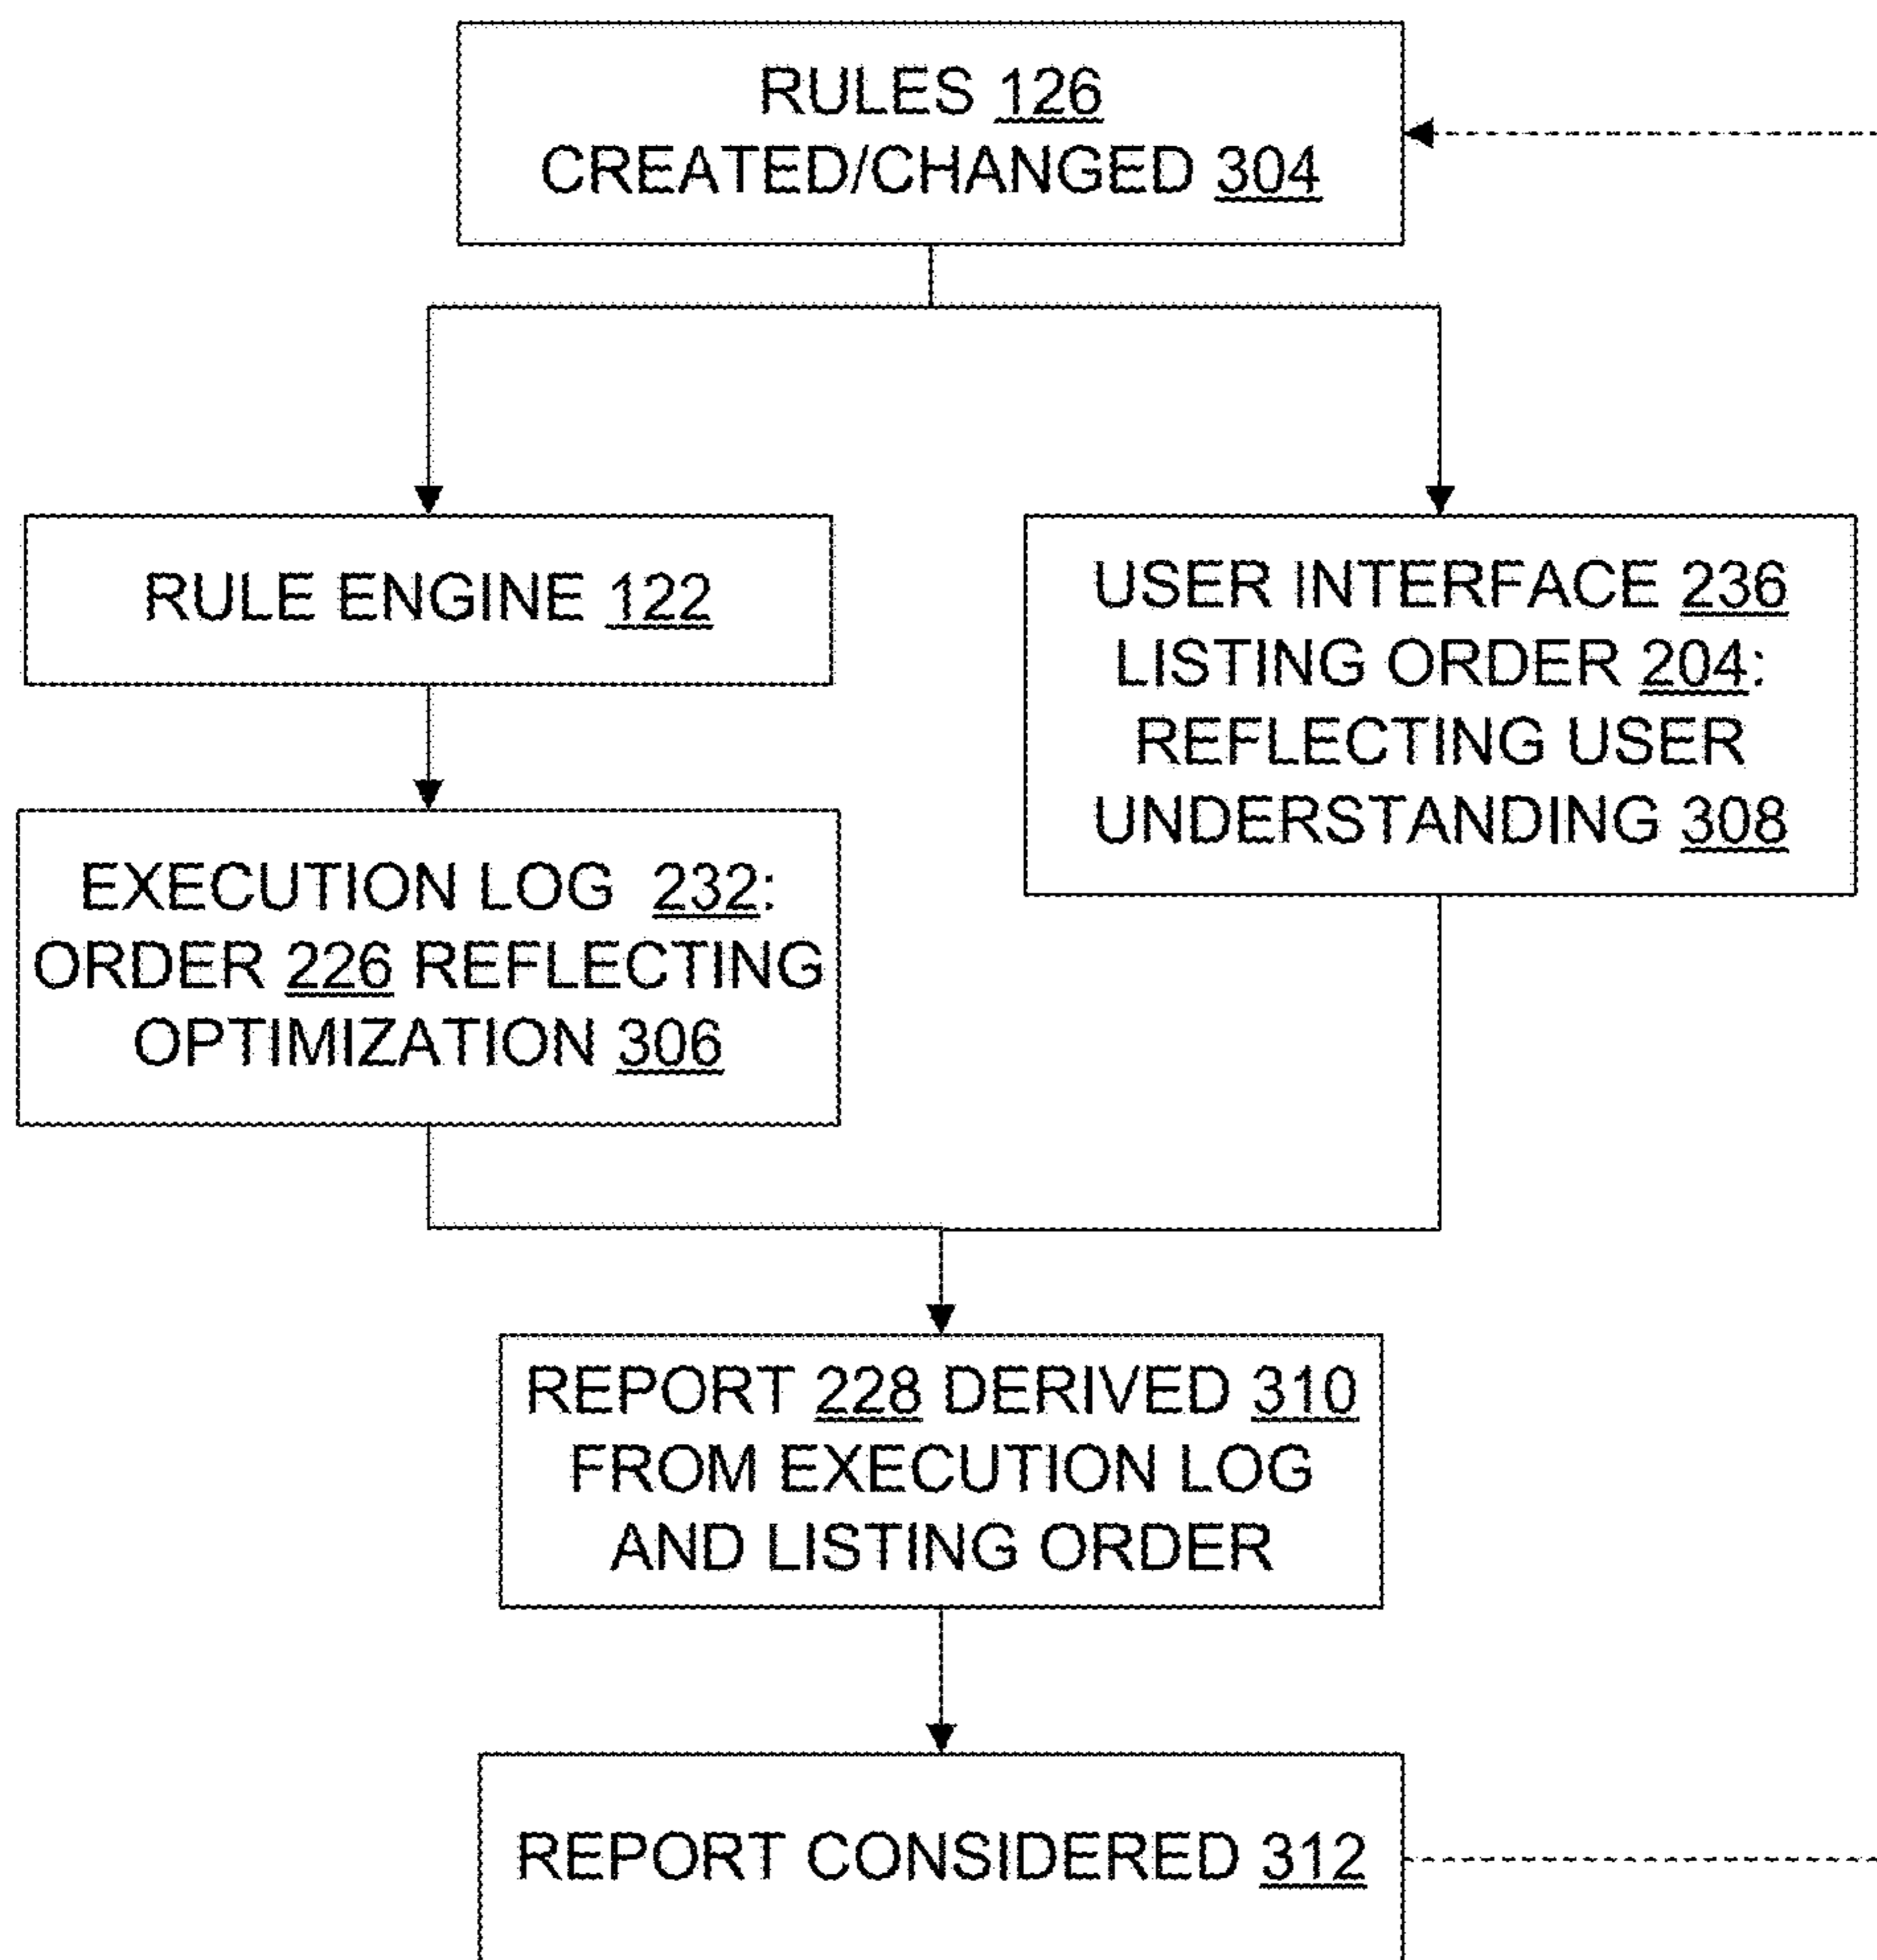 RULES 126
CREATED/CHANGED 304
RULE ENGINE 122
USER INTERFACE 236
LISTING ORDER 204:
REFLECTING USER
UNDERSTANDING 308
EXECUTION LOG 232:
ORDER 226 REFLECTING
OPTIMIZATION 306
REPORT 228 DERIVED 310
FROM EXECUTION LOG
AND LISTING ORDER
REPORT CONSIDERED 312